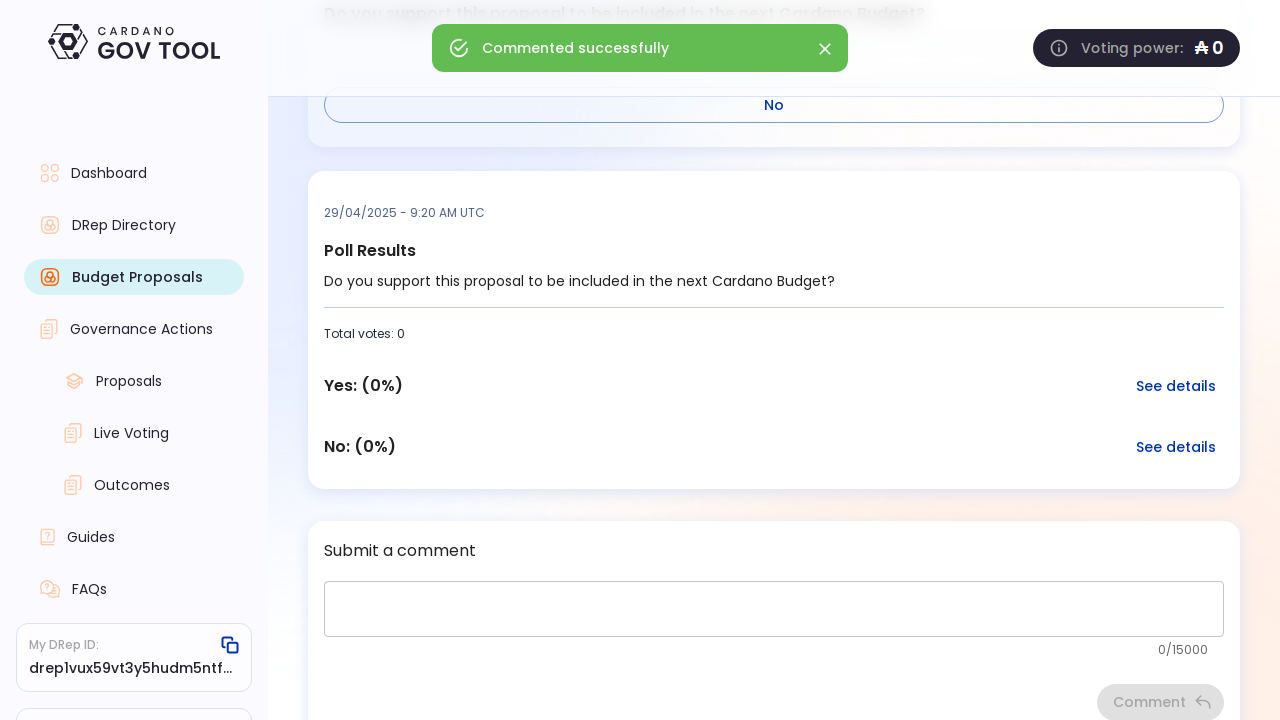 Do you support this proposal to be included in the next Cardano Budget?
CARDANO
GOV TOOL
Commented successfully
Voting power: ₳ 0
No
Dashboard
DRep Directory
Budget Proposals
Governance Actions
Proposals
Live Voting
Outcomes
Guides
FAQs
My DRep ID:
drep1vux59vt3y5hudm5ntf...
29/04/2025 - 9:20 AM UTC
Poll Results
Do you support this proposal to be included in the next Cardano Budget?
Total votes: 0
Yes: (0%)
See details
No: (0%)
See details
Submit a comment
0/15000
Comment